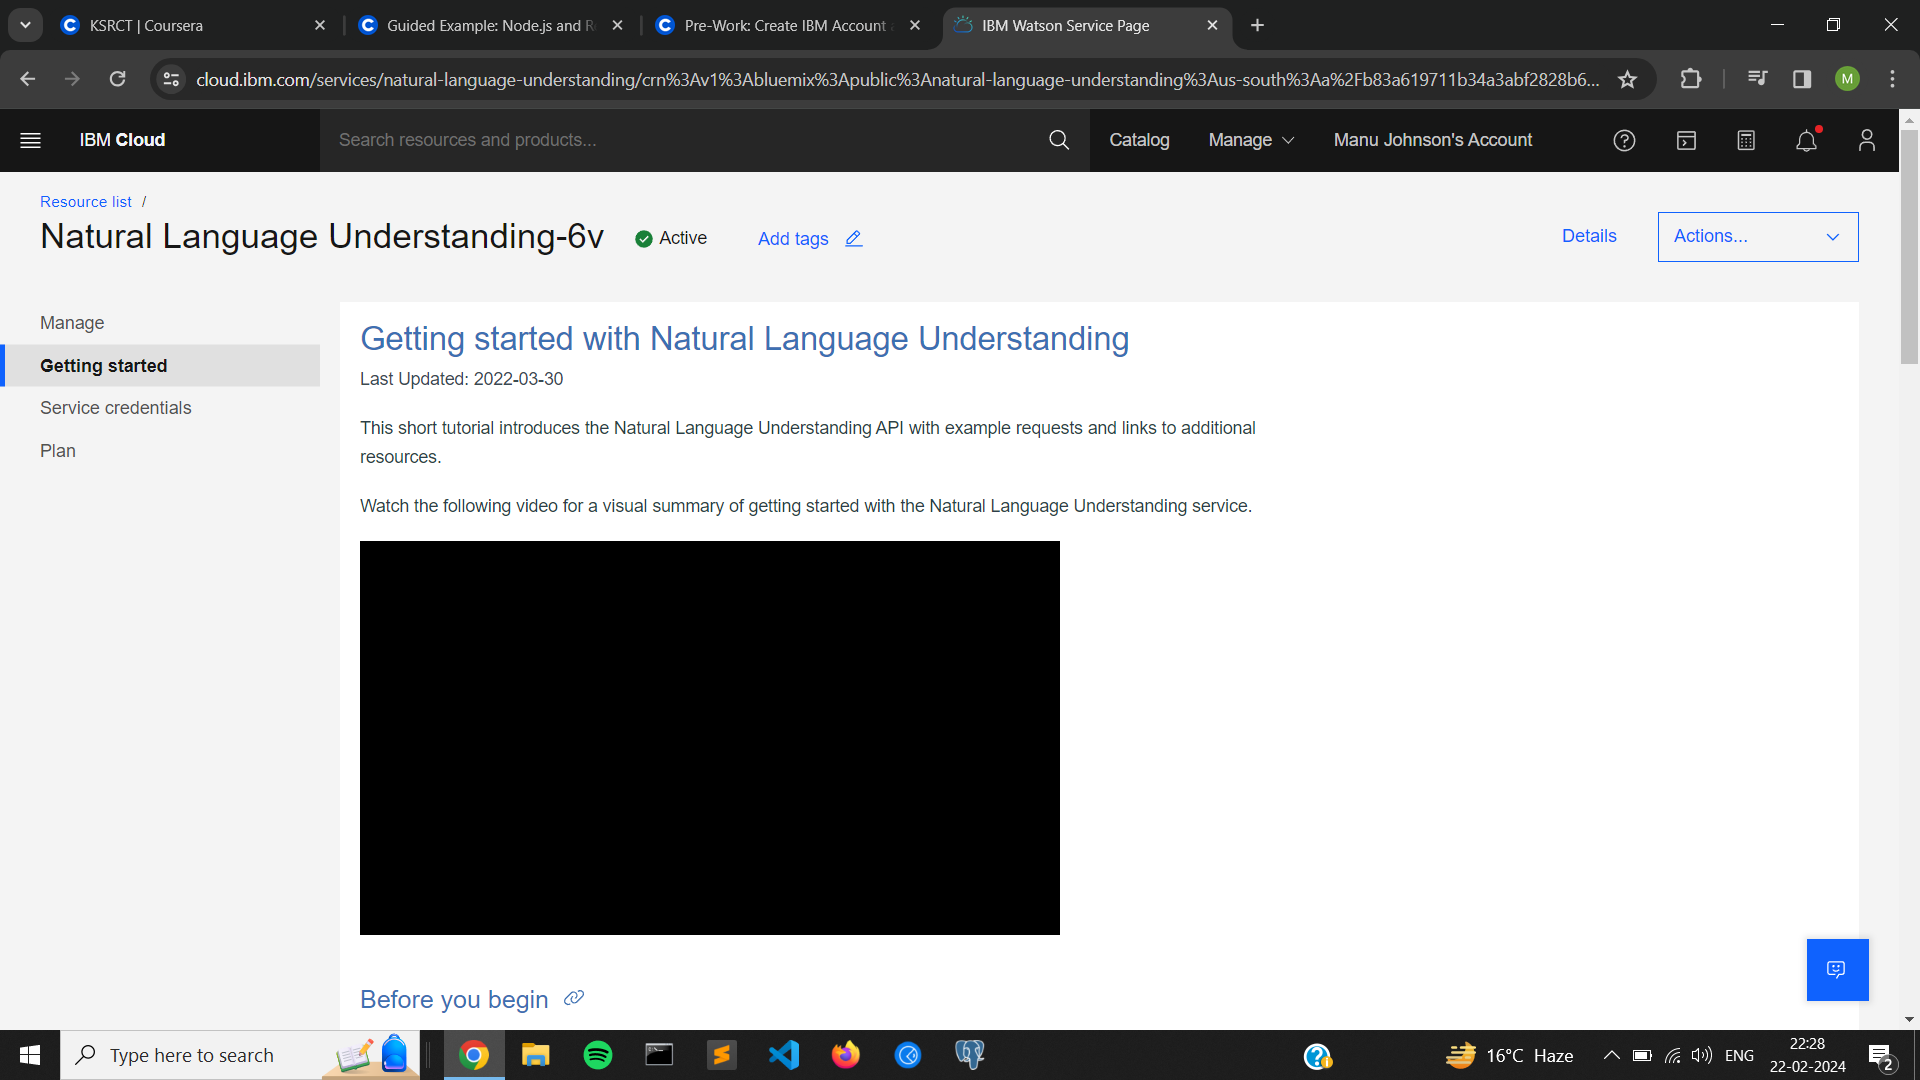 KSRCT | Coursera
Guided Example: Node.js and R
Pre-Work: Create IBM Account
IBM Watson Service Page
cloud.ibm.com/services/natural-language-understanding/crn%3Av1%3Abluemix%3Apublic%3Anatural-language-understanding%3Aus-south%3Aa%2Fb83a619711b34a3abf2828b6...
M
IBM Cloud
Search resources and products...
Catalog
Manage
Manu Johnson's Account
Resource list /
Natural Language Understanding-6v
Active
Add tags
Details
Actions...
Manage
Getting started
Service credentials
Plan
Getting started with Natural Language Understanding
Last Updated: 2022-03-30
This short tutorial introduces the Natural Language Understanding API with example requests and links to additional
resources.
Watch the following video for a visual summary of getting started with the Natural Language Understanding service.
Before you begin
Type here to search
16°C Haze
ENG
22:28
22-02-2024
2